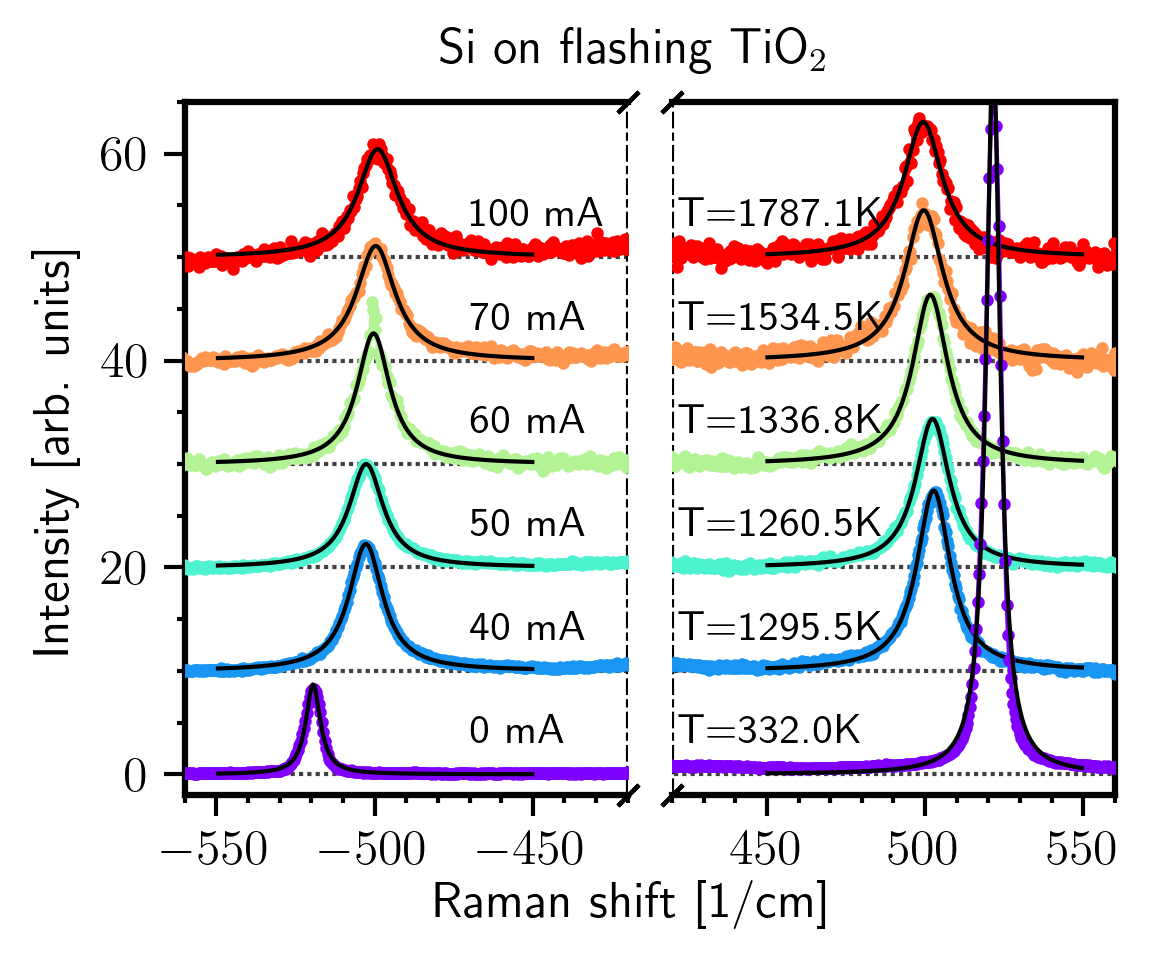 Si on flashing TiO₂
Intensity [arb. units]
60
40
20
0
100 mA
T=1787.1K
70 mA
T=1534.5K
60 mA
T=1336.8K
50 mA
T=1260.5K
40 mA
T=1295.5K
0 mA
T=332.0K
−550
−500
−450
450
500
550
Raman shift [1/cm]